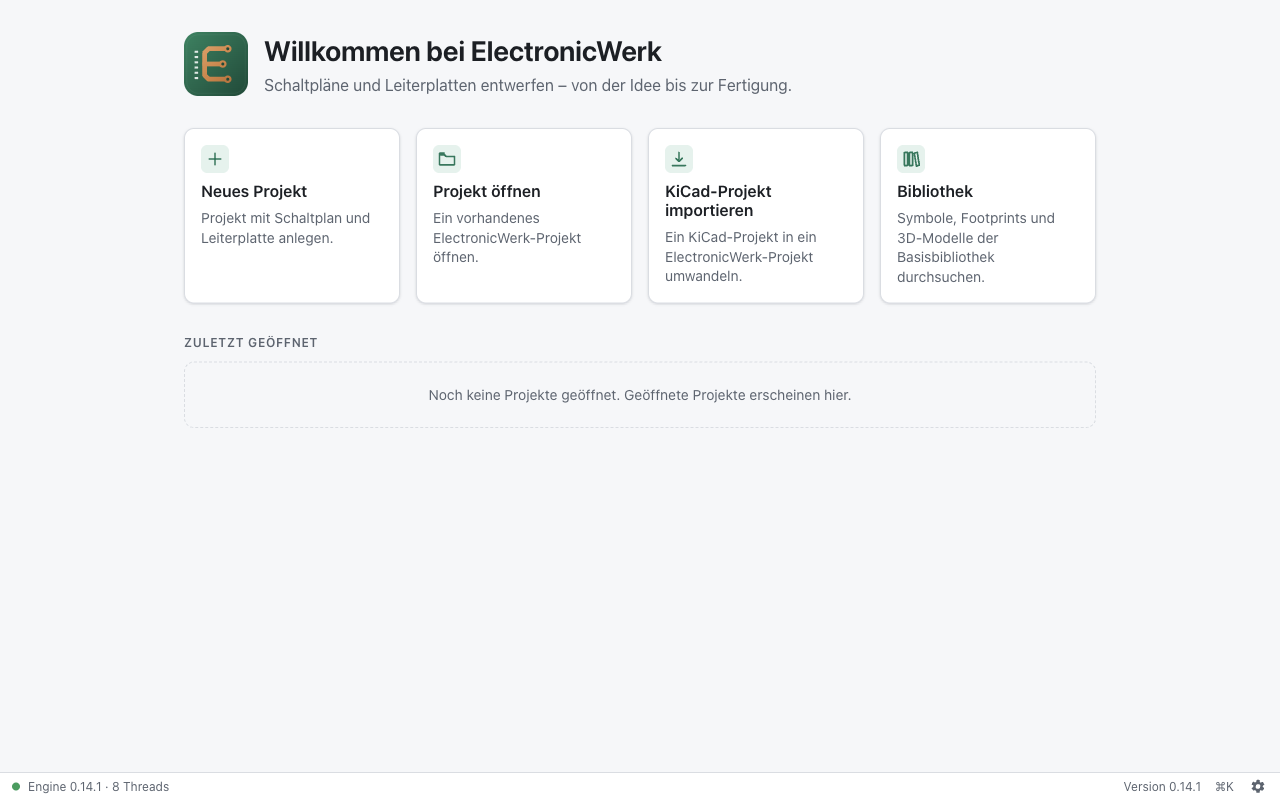 Willkommen bei ElectronicWerk
Schaltpläne und Leiterplatten entwerfen – von der Idee bis zur Fertigung.
Neues Projekt
Projekt mit Schaltplan und
Leiterplatte anlegen.
Projekt öffnen
Ein vorhandenes
ElectronicWerk-Projekt
öffnen.
KiCad-Projekt
importieren
Ein KiCad-Projekt in ein
ElectronicWerk-Projekt
umwandeln.
Bibliothek
Symbole, Footprints und
3D-Modelle der
Basisbibliothek
durchsuchen.
ZULETZT GEÖFFNET
Noch keine Projekte geöffnet. Geöffnete Projekte erscheinen hier.
Engine 0.14.1 · 8 Threads
Version 0.14.1 ⌘K